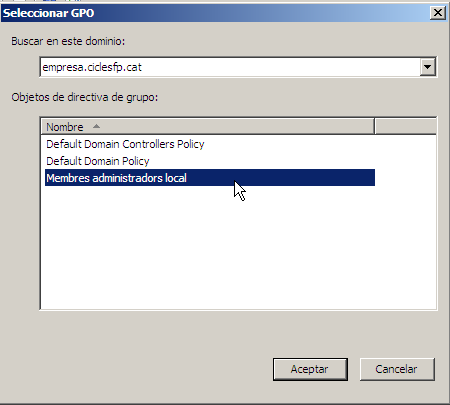 Seleccionar GPO
Buscar en este dominio:
empresa.ciclesfp.cat
Objetos de directiva de grupo:
Nombre
Default Domain Controllers Policy
Default Domain Policy
Membres administradors local
Aceptar Cancelar